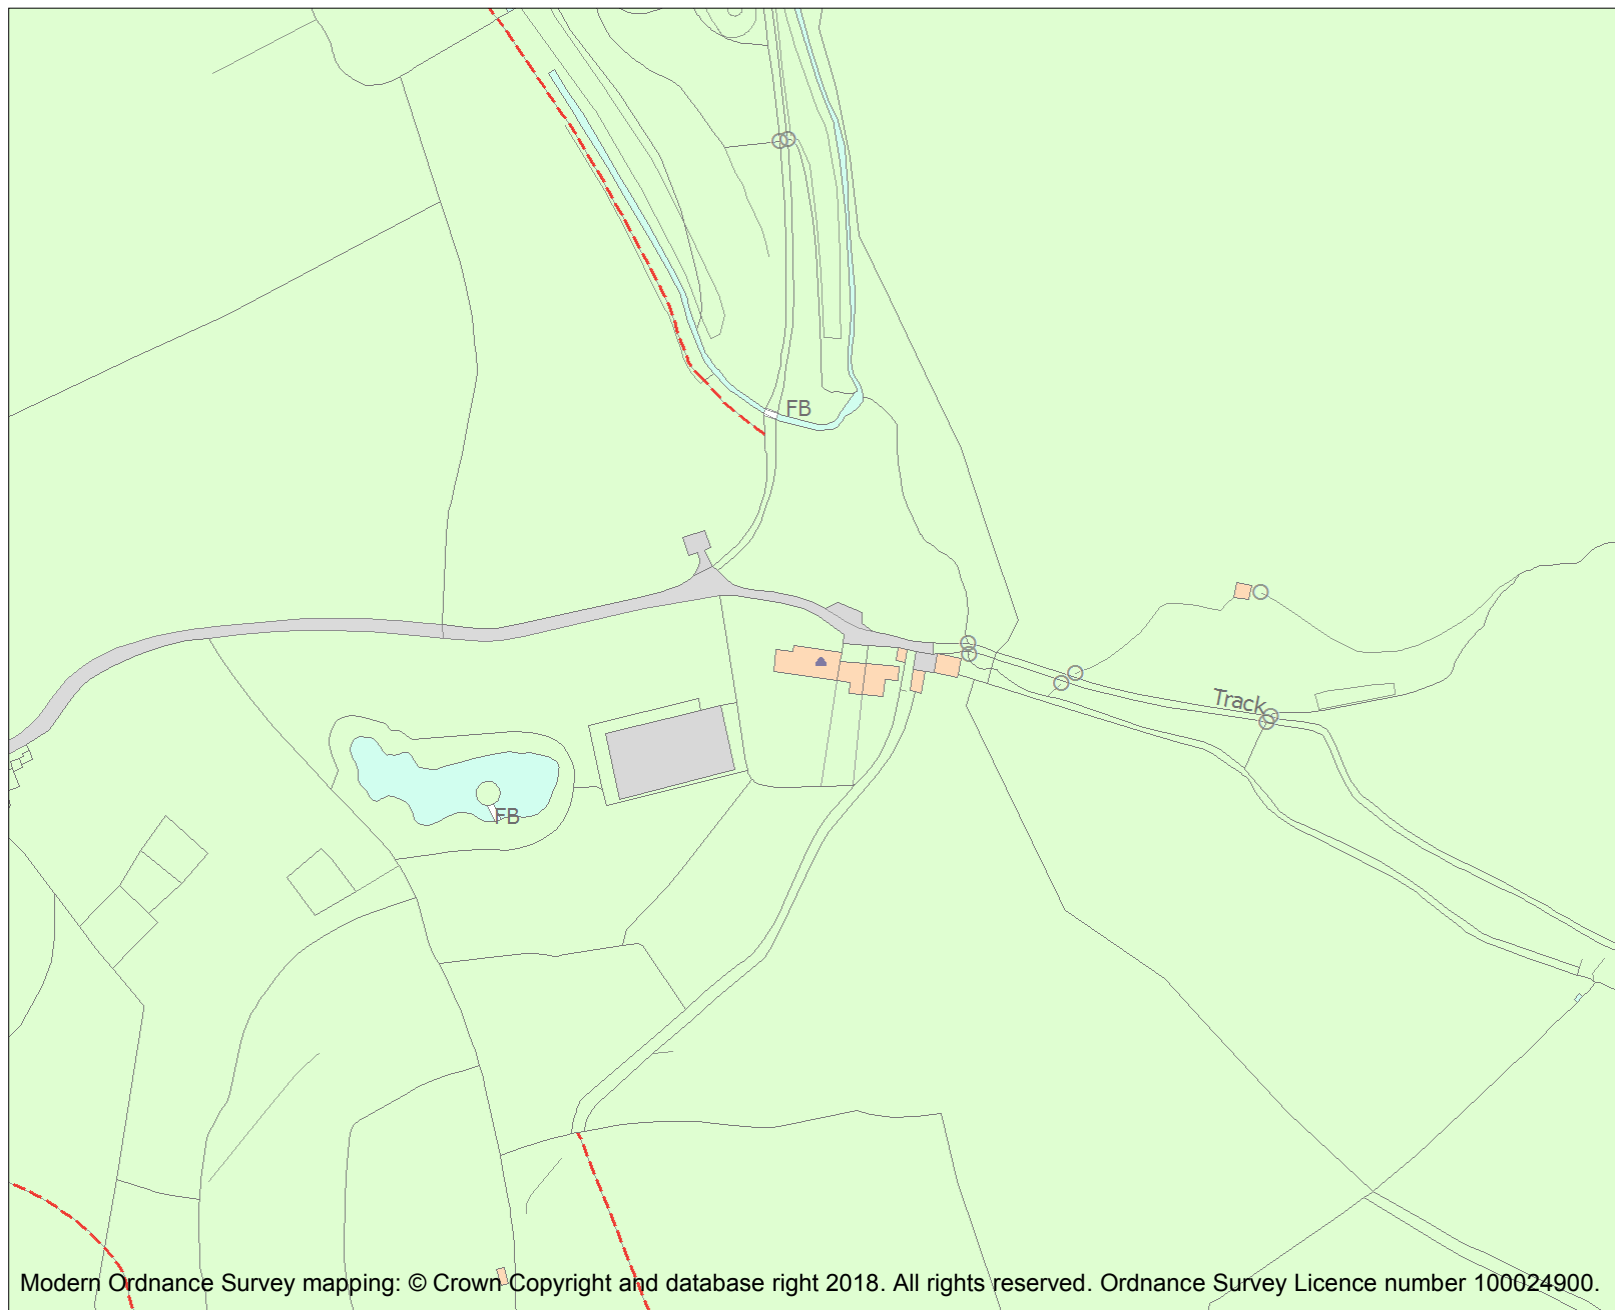 FB
Track
FB
Modern Ordnance Survey mapping: © Crown Copyright and database right 2018. All rights reserved. Ordnance Survey Licence number 100024900.